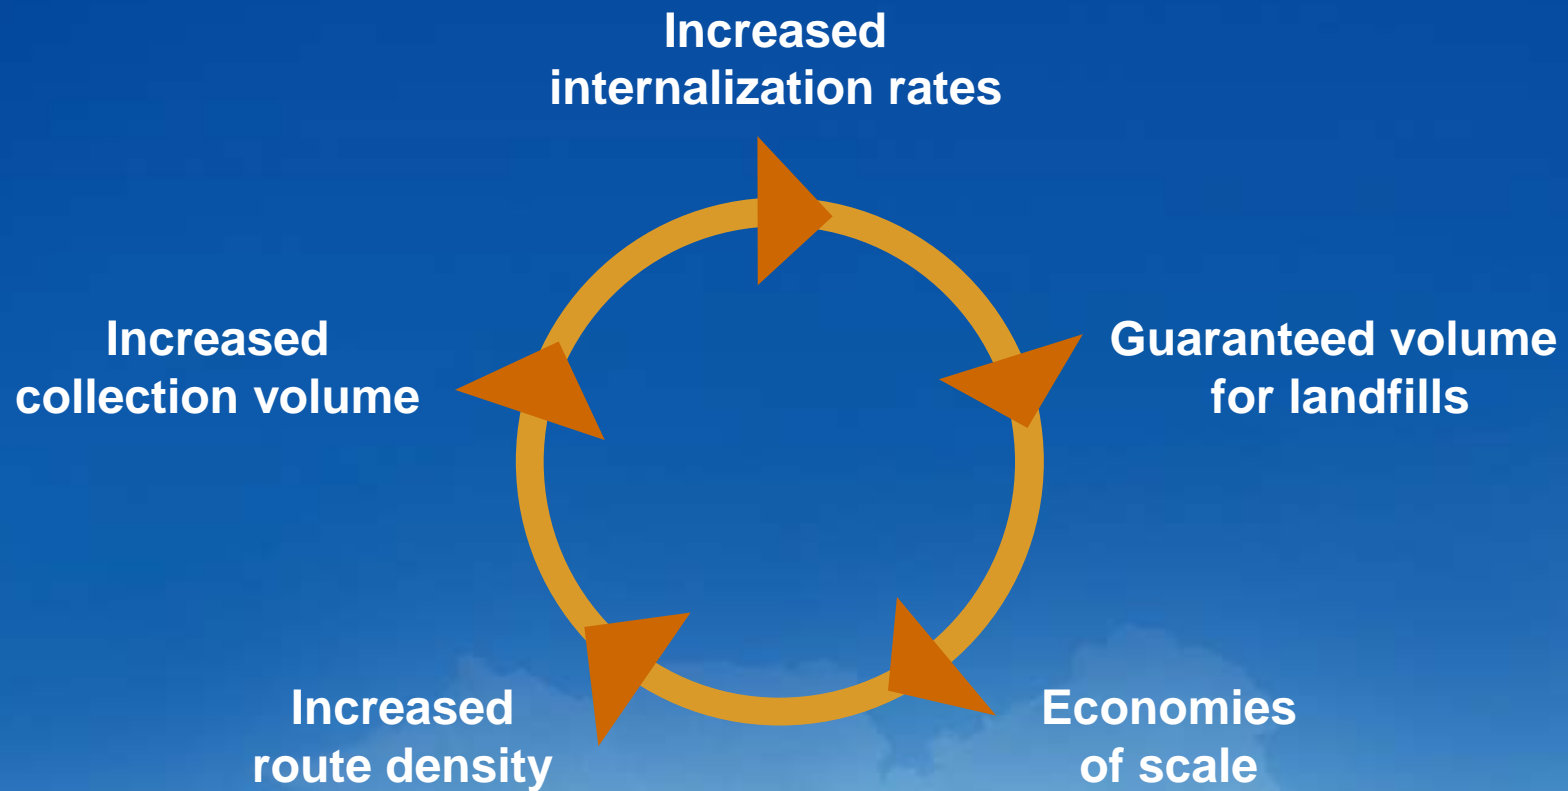 Increased
internalization rates
Guaranteed volume
for landfills
Economies
of scale
Increased
route density
Increased
collection volume